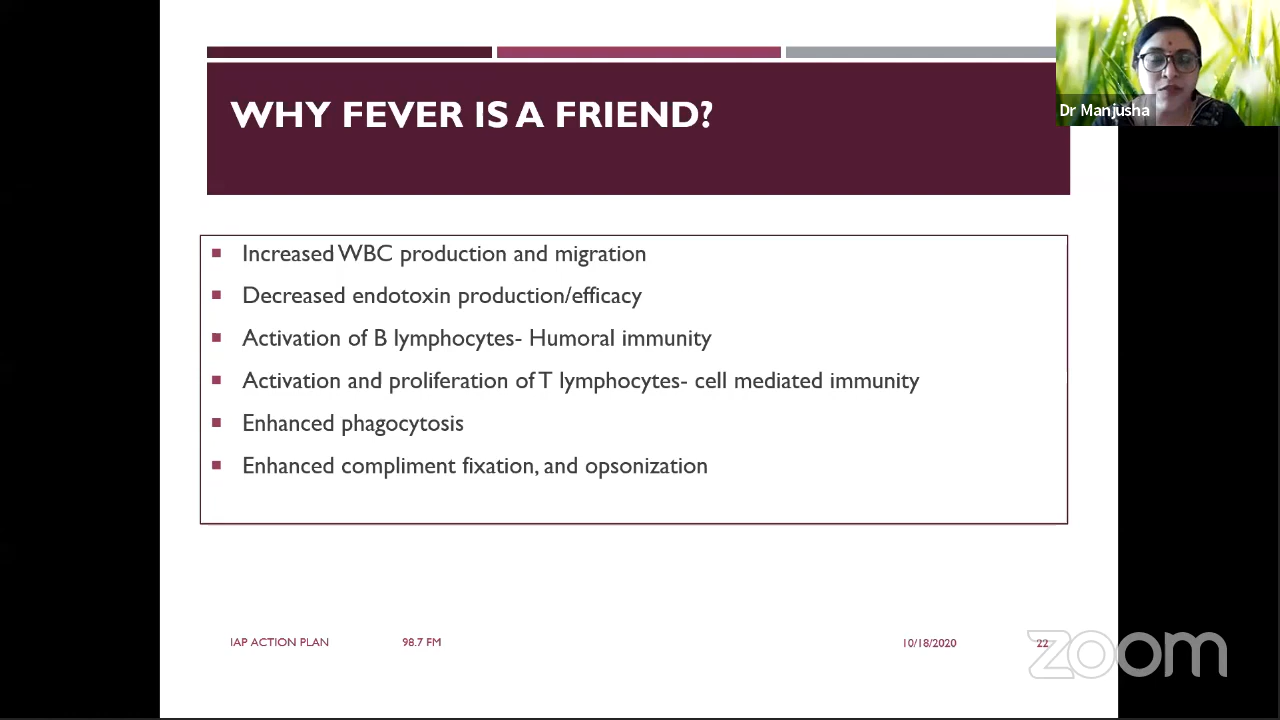 WHY FEVER IS A FRIEND?
Dr Manjusha
Increased WBC production and migration
Decreased endotoxin production/efficacy
Activation of B lymphocytes- Humoral immunity
Activation and proliferation of T lymphocytes- cell mediated immunity
Enhanced phagocytosis
Enhanced compliment fixation, and opsonization
IAP ACTION PLAN 98.7 FM 10/18/2020 22
zoom